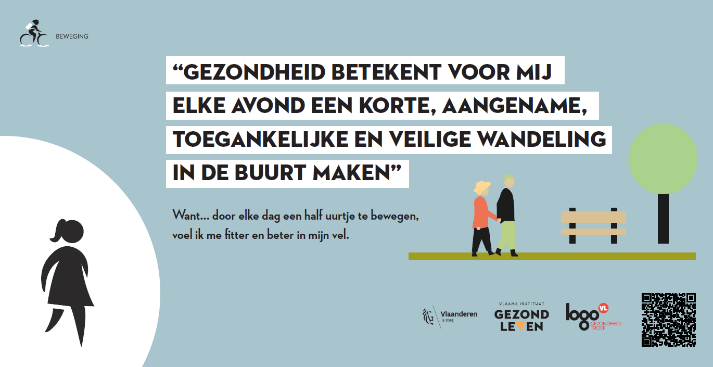 BEWEGING
“GEZONDHEID BETEKENT VOOR MIJ
ELKE AVOND EEN KORTE, AANGENAME,
TOEGANKELIJKE EN VEILIGE WANDELING
IN DE BUURT MAKEN”
Want... door elke dag een half uurtje te bewegen,
voel ik me fitter en beter in mijn vel.
Vlaanderen
is zorg
VLAAMS INSTITUUT
GEZOND
LEVEN
logo
VL